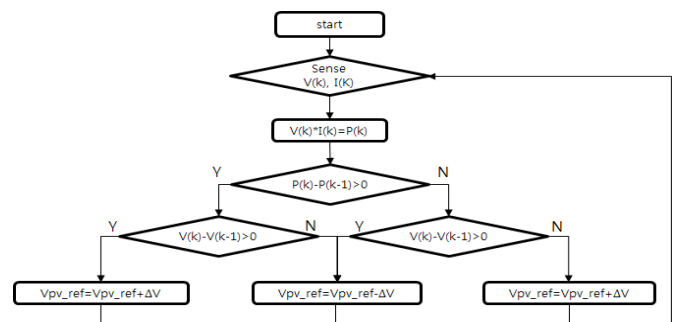 start
Sense
V(k), I(K)
V(k)*I(k)=P(k)
Y
N
P(k)-P(k-1)>0
Y
V(k)-V(k-1)>0
N
Y
V(k)-V(k-1)>0
N
Vpv_ref=Vpv_ref+ΔV
Vpv_ref=Vpv_ref-ΔV
Vpv_ref=Vpv_ref+ΔV